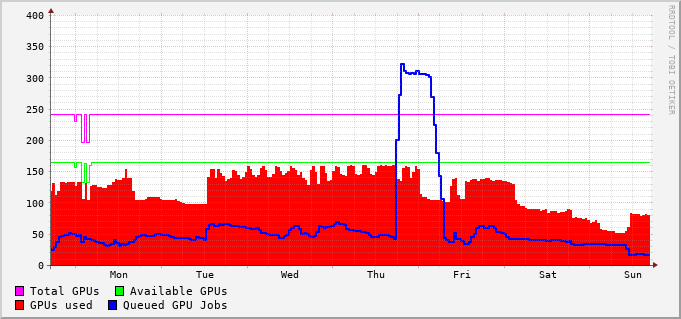 400
350
300
250
200
150
100
50
0
Mon Tue Wed Thu Fri Sat Sun
Total GPUs Available GPUs
GPUs used Queued GPU Jobs
RRDTOOL / TOBI OETIKER